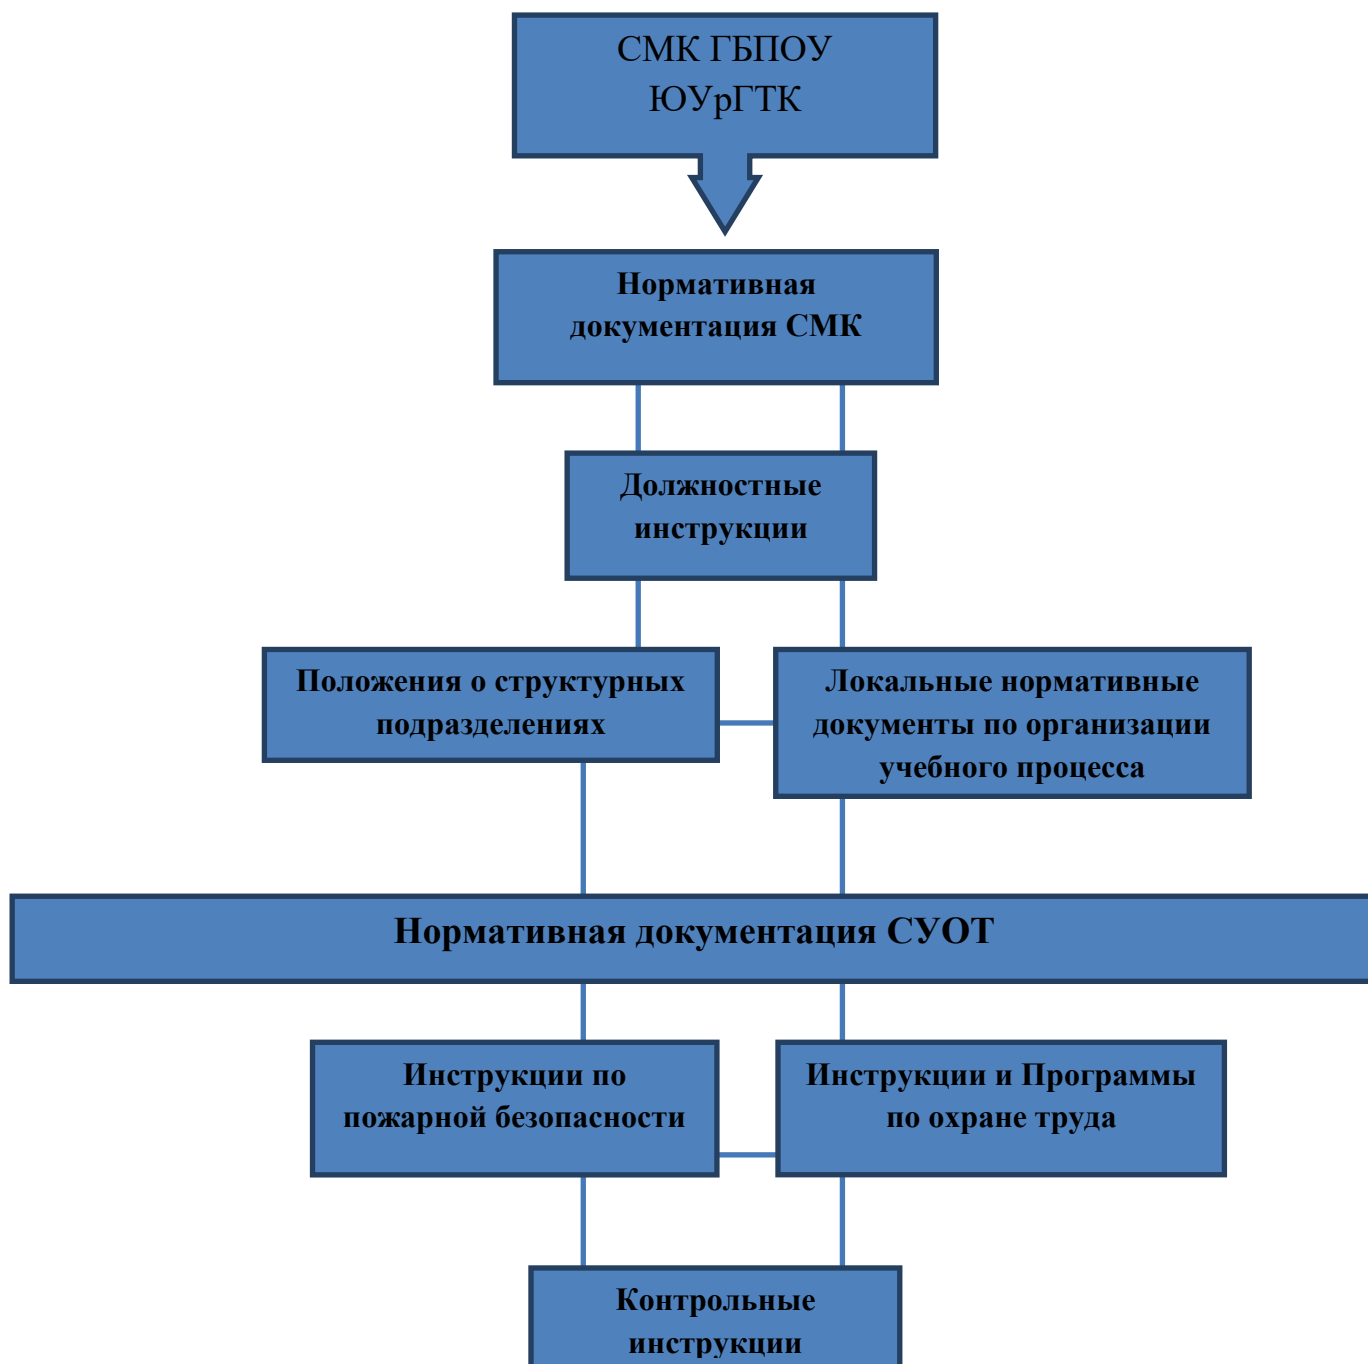 СМК ГБПОУ
ЮУрГТК
Нормативная
документация СМК
Должностные
инструкции
Положения о структурных
подразделениях
Локальные нормативные
документы по организации
учебного процесса
Нормативная документация СУОТ
Инструкции по
пожарной безопасности
Инструкции и Программы
по охране труда
Контрольные
инструкции